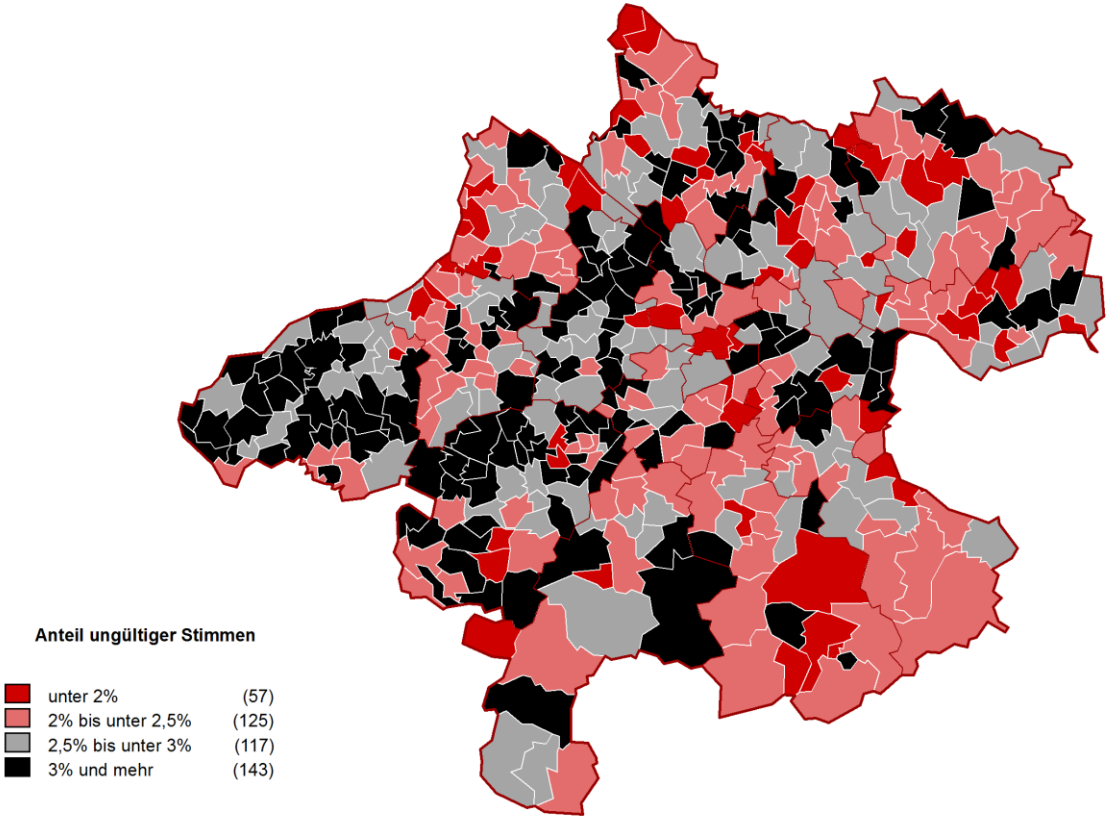 Anteil ungültiger Stimmen
unter 2% (57)
2% bis unter 2,5% (125)
2,5% bis unter 3% (117)
3% und mehr (143)